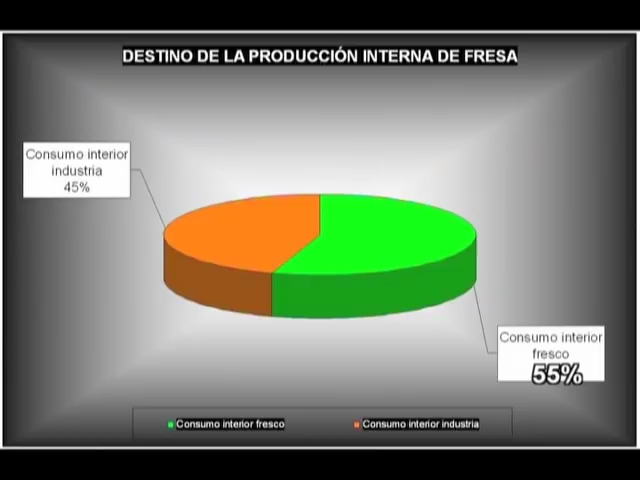 DESTINO DE LA PRODUCCIÓN INTERNA DE FRESA
Consumo interior
industria
45%
Consumo interior
fresco
55%
Consumo interior fresco
Consumo interior industria